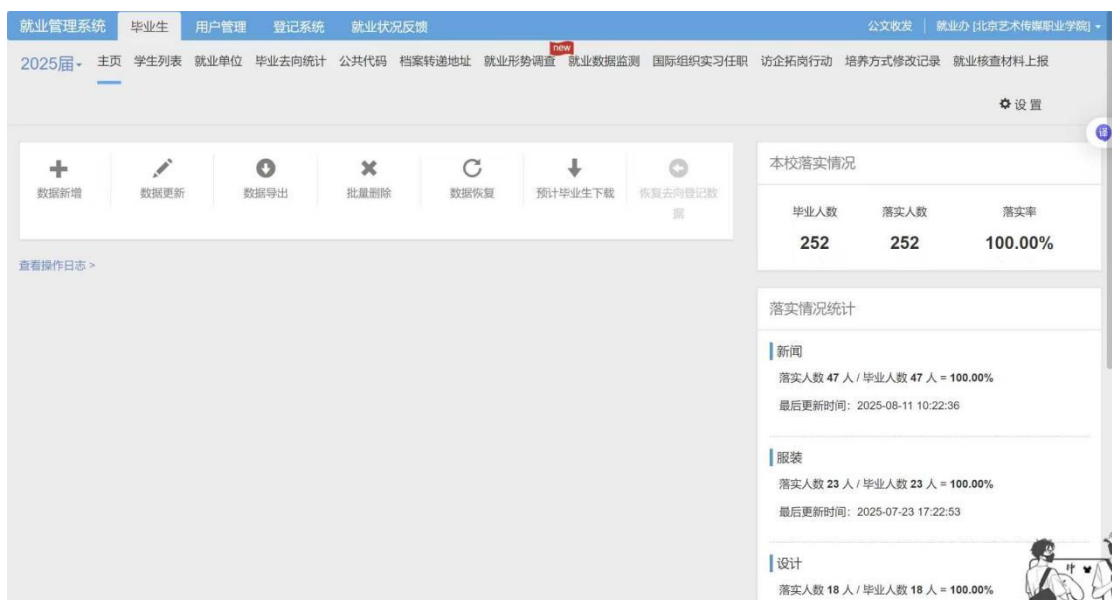 就业管理系统 毕业生 用户管理 登记系统 就业状况反馈 公文收发 就业办 [北京艺术传媒职业学院]
new
2025届 主页 学生列表 就业单位 毕业去向统计 公共代码 档案转递地址 就业形势调查 就业数据监测 国际组织实习任职 访企拓岗行动 培养方式修改记录 就业核查材料上报
设置
译
数据新增 数据更新 数据导出 批量删除 数据恢复 预计毕业生下载 恢复去向登记数
据
查看操作日志 >
本校落实情况
毕业人数 落实人数 落实率
252 252 100.00%
落实情况统计
新闻
落实人数 47 人 / 毕业人数 47 人 = 100.00%
最后更新时间：2025-08-11 10:22:36
服装
落实人数 23 人 / 毕业人数 23 人 = 100.00%
最后更新时间：2025-07-23 17:22:53
设计
落实人数 18 人 / 毕业人数 18 人 = 100.00%